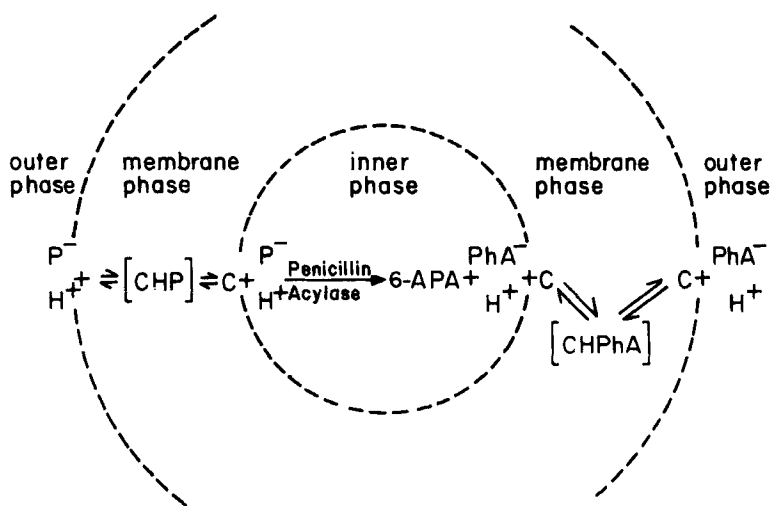 outer phase
membrane phase
inner phase
membrane phase
outer phase
P⁻
H⁺
+ ⇌ [CHP] ⇌ C +
P⁻
H⁺
Penicillin
Acylase
6-APA +
PhA⁻
H⁺
+ C
[CHPhA]
C +
PhA⁻
H⁺